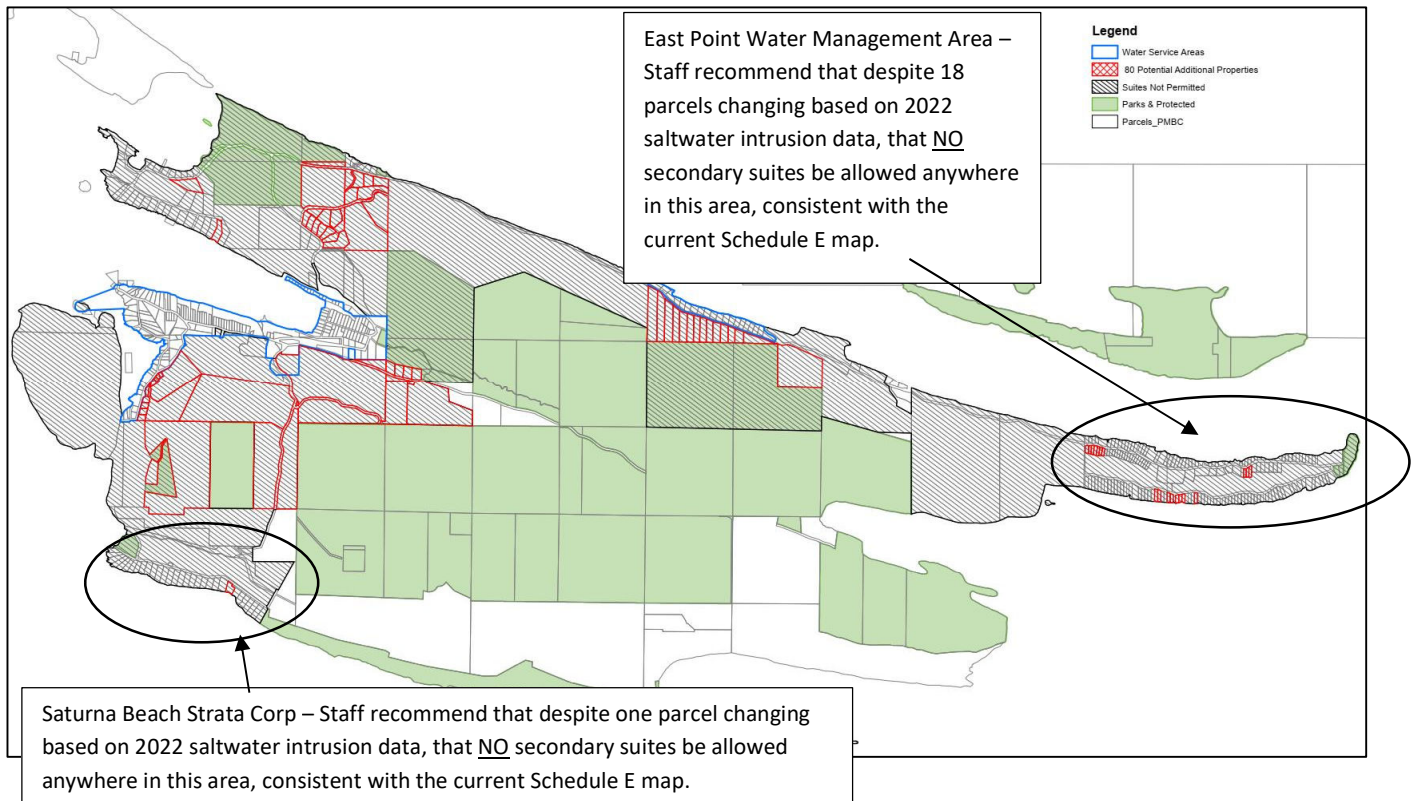 East Point Water Management Area –
Staff recommend that despite 18
parcels changing based on 2022
saltwater intrusion data, that NO
secondary suites be allowed anywhere
in this area, consistent with the
current Schedule E map.
Legend
Water Service Areas
80 Potential Additional Properties
Suites Not Permitted
Parks & Protected
Parcels_PMBC
Saturna Beach Strata Corp – Staff recommend that despite one parcel changing
based on 2022 saltwater intrusion data, that NO secondary suites be allowed
anywhere in this area, consistent with the current Schedule E map.